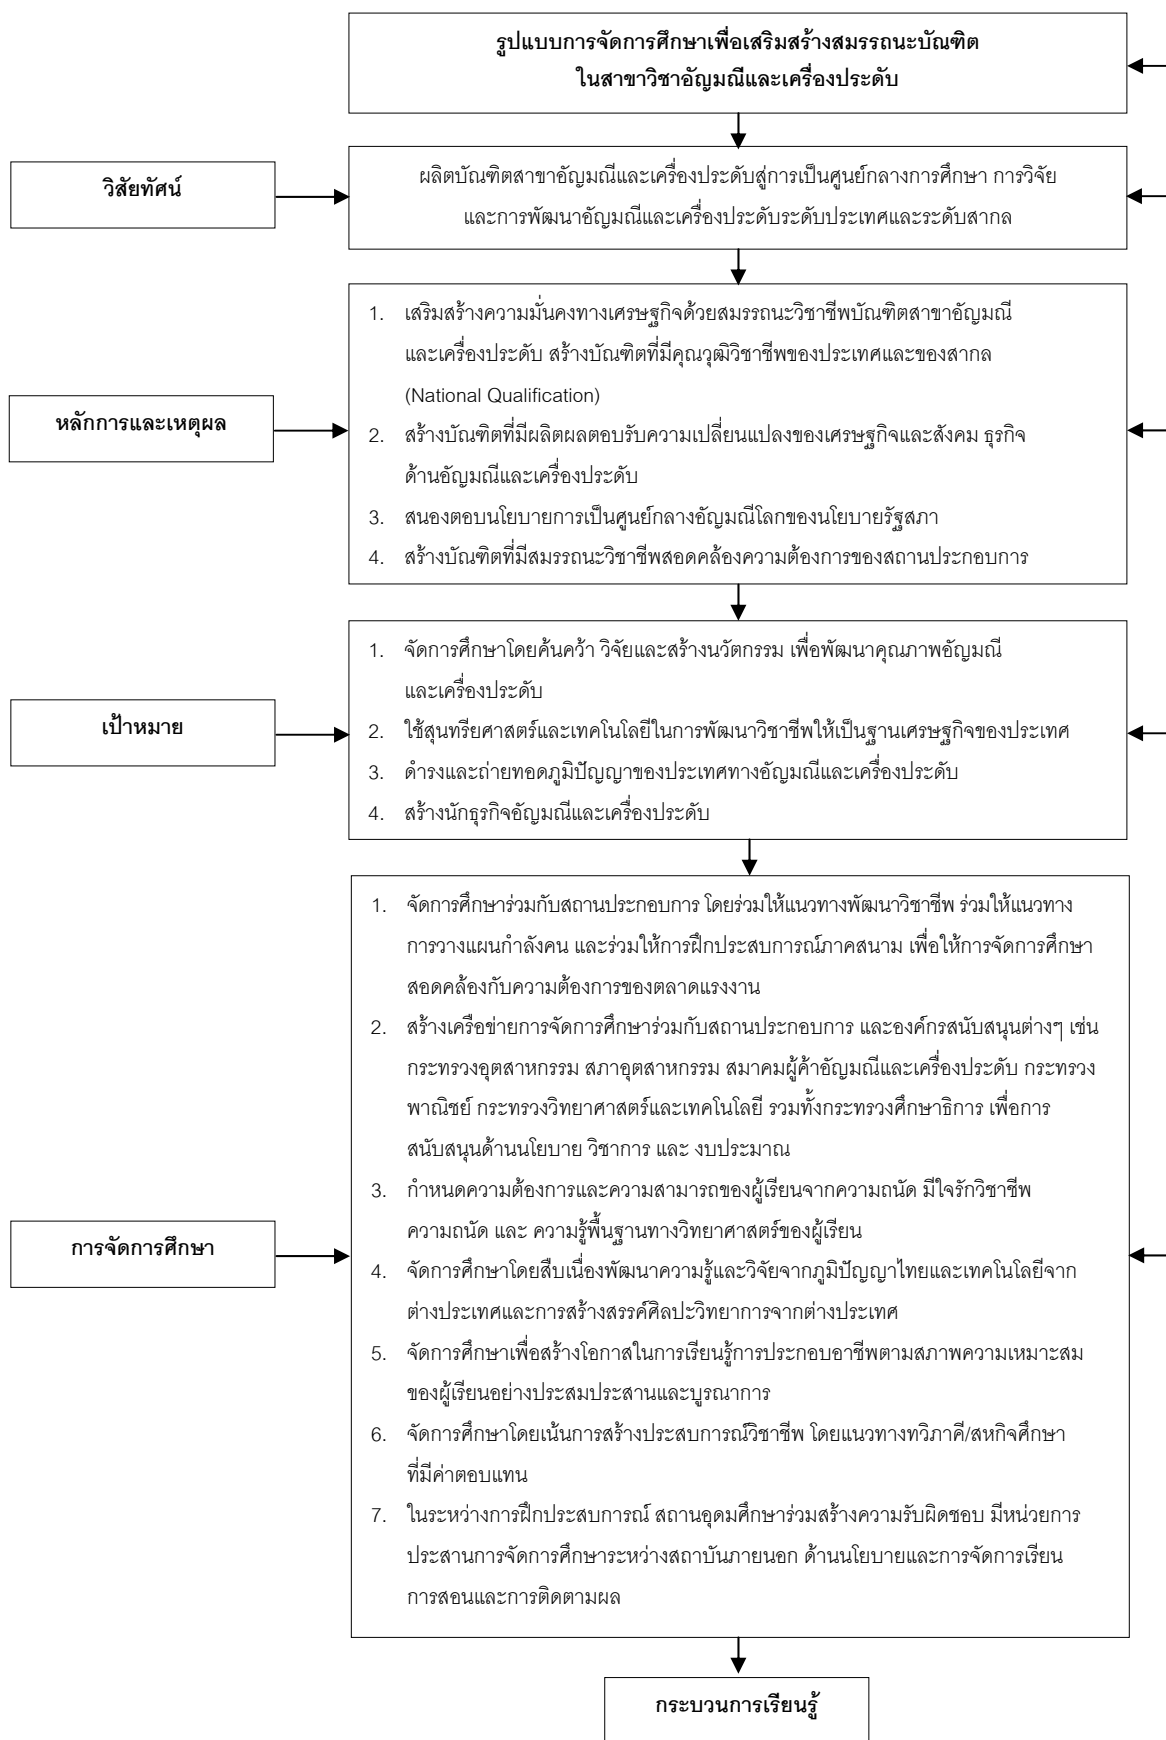 รูปแบบการจัดการศึกษาเพื่อเสริมสร้างสมรรถนะบัณฑิต
ในสาขาวิชาอัญมณีและเครื่องประดับ
วิสัยทัศน์
ผลิตบัณฑิตสาขาอัญมณีและเครื่องประดับสู่การเป็นศูนย์กลางการศึกษา การวิจัย
และการพัฒนาอัญมณีและเครื่องประดับระดับประเทศและระดับสากล
หลักการและเหตุผล
1. เสริมสร้างความมั่นคงทางเศรษฐกิจด้วยสมรรถนะวิชาชีพบัณฑิตสาขาอัญมณี
และเครื่องประดับ สร้างบัณฑิตที่มีคุณวุฒิวิชาชีพของประเทศและของสากล
(National Qualification)
2. สร้างบัณฑิตที่มีผลิตผลตอบรับความเปลี่ยนแปลงของเศรษฐกิจและสังคม ธุรกิจ
ด้านอัญมณีและเครื่องประดับ
3. สนองตอบนโยบายการเป็นศูนย์กลางอัญมณีโลกของนโยบายรัฐสภา
4. สร้างบัณฑิตที่มีสมรรถนะวิชาชีพสอดคล้องความต้องการของสถานประกอบการ
เป้าหมาย
1. จัดการศึกษาโดยค้นคว้า วิจัยและสร้างนวัตกรรม เพื่อพัฒนาคุณภาพอัญมณี
และเครื่องประดับ
2. ใช้สุนทรียศาสตร์และเทคโนโลยีในการพัฒนาวิชาชีพให้เป็นฐานเศรษฐกิจของประเทศ
3. ดำรงและถ่ายทอดภูมิปัญญาของประเทศทางอัญมณีและเครื่องประดับ
4. สร้างนักธุรกิจอัญมณีและเครื่องประดับ
การจัดการศึกษา
1. จัดการศึกษาร่วมกับสถานประกอบการ โดยร่วมให้แนวทางพัฒนาวิชาชีพ ร่วมให้แนวทาง
การวางแผนกำลังคน และร่วมให้การฝึกประสบการณ์ภาคสนาม เพื่อให้การจัดการศึกษา
สอดคล้องกับความต้องการของตลาดแรงงาน
2. สร้างเครือข่ายการจัดการศึกษาร่วมกับสถานประกอบการ และองค์กรสนับสนุนต่างๆ เช่น
กระทรวงอุตสาหกรรม สภาอุตสาหกรรม สมาคมผู้ค้าอัญมณีและเครื่องประดับ กระทรวง
พาณิชย์ กระทรวงวิทยาศาสตร์และเทคโนโลยี รวมทั้งกระทรวงศึกษาธิการ เพื่อการ
สนับสนุนด้านนโยบาย วิชาการ และ งบประมาณ
3. กำหนดความต้องการและความสามารถของผู้เรียนจากความถนัด มีใจรักวิชาชีพ
ความถนัด และ ความรู้พื้นฐานทางวิทยาศาสตร์ของผู้เรียน
4. จัดการศึกษาโดยสืบเนื่องพัฒนาความรู้และวิจัยจากภูมิปัญญาไทยและเทคโนโลยีจาก
ต่างประเทศและการสร้างสรรค์ศิลปะวิทยาการจากต่างประเทศ
5. จัดการศึกษาเพื่อสร้างโอกาสในการเรียนรู้การประกอบอาชีพตามสภาพความเหมาะสม
ของผู้เรียนอย่างประสมประสานและบูรณาการ
6. จัดการศึกษาโดยเน้นการสร้างประสบการณ์วิชาชีพ โดยแนวทางทวิภาคี/สหกิจศึกษา
ที่มีค่าตอบแทน
7. ในระหว่างการฝึกประสบการณ์ สถานอุดมศึกษาร่วมสร้างความรับผิดชอบ มีหน่วยการ
ประสานการจัดการศึกษาระหว่างสถาบันภายนอก ด้านนโยบายและการจัดการเรียน
การสอนและการติดตามผล
กระบวนการเรียนรู้